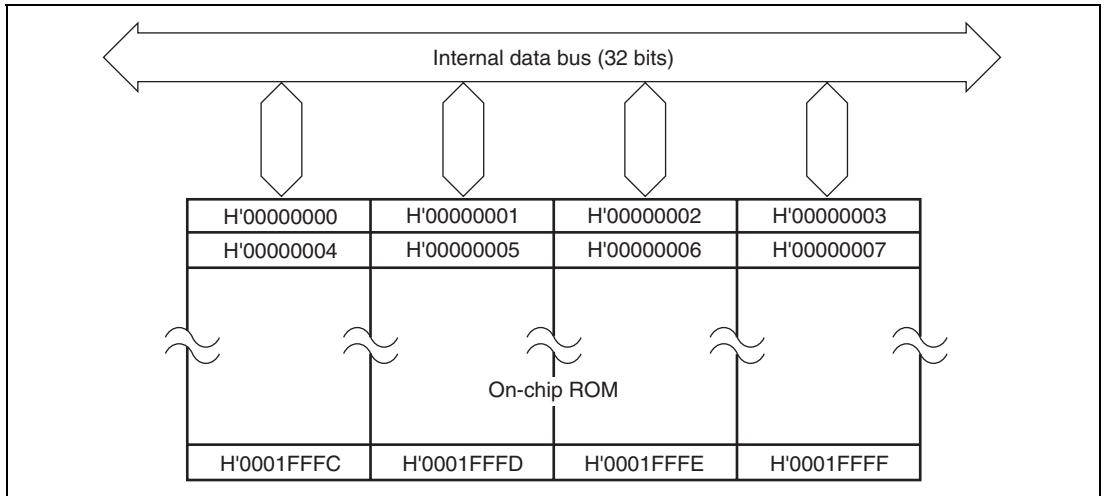 Internal data bus (32 bits)
H'00000000 H'00000001 H'00000002 H'00000003
H'00000004 H'00000005 H'00000006 H'00000007
On-chip ROM
H'0001FFFC H'0001FFFD H'0001FFFE H'0001FFFF